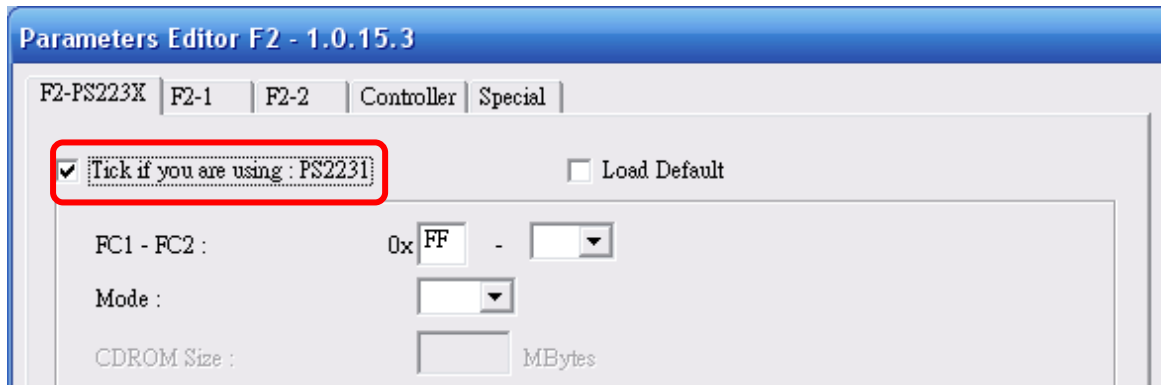 Parameters Editor F2 - 1.0.15.3
F2-PS223X F2-1 F2-2 Controller Special
Tick if you are using : PS2231 Load Default
FC1 - FC2 : 0x FF -
Mode :
CDROM Size : MBytes